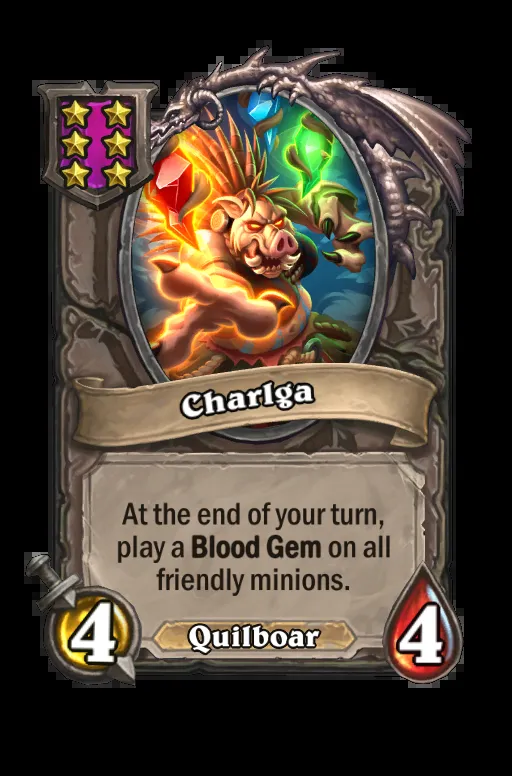 Charlga
At the end of your turn,
play a Blood Gem on all
friendly minions.
4
Quilboar
4